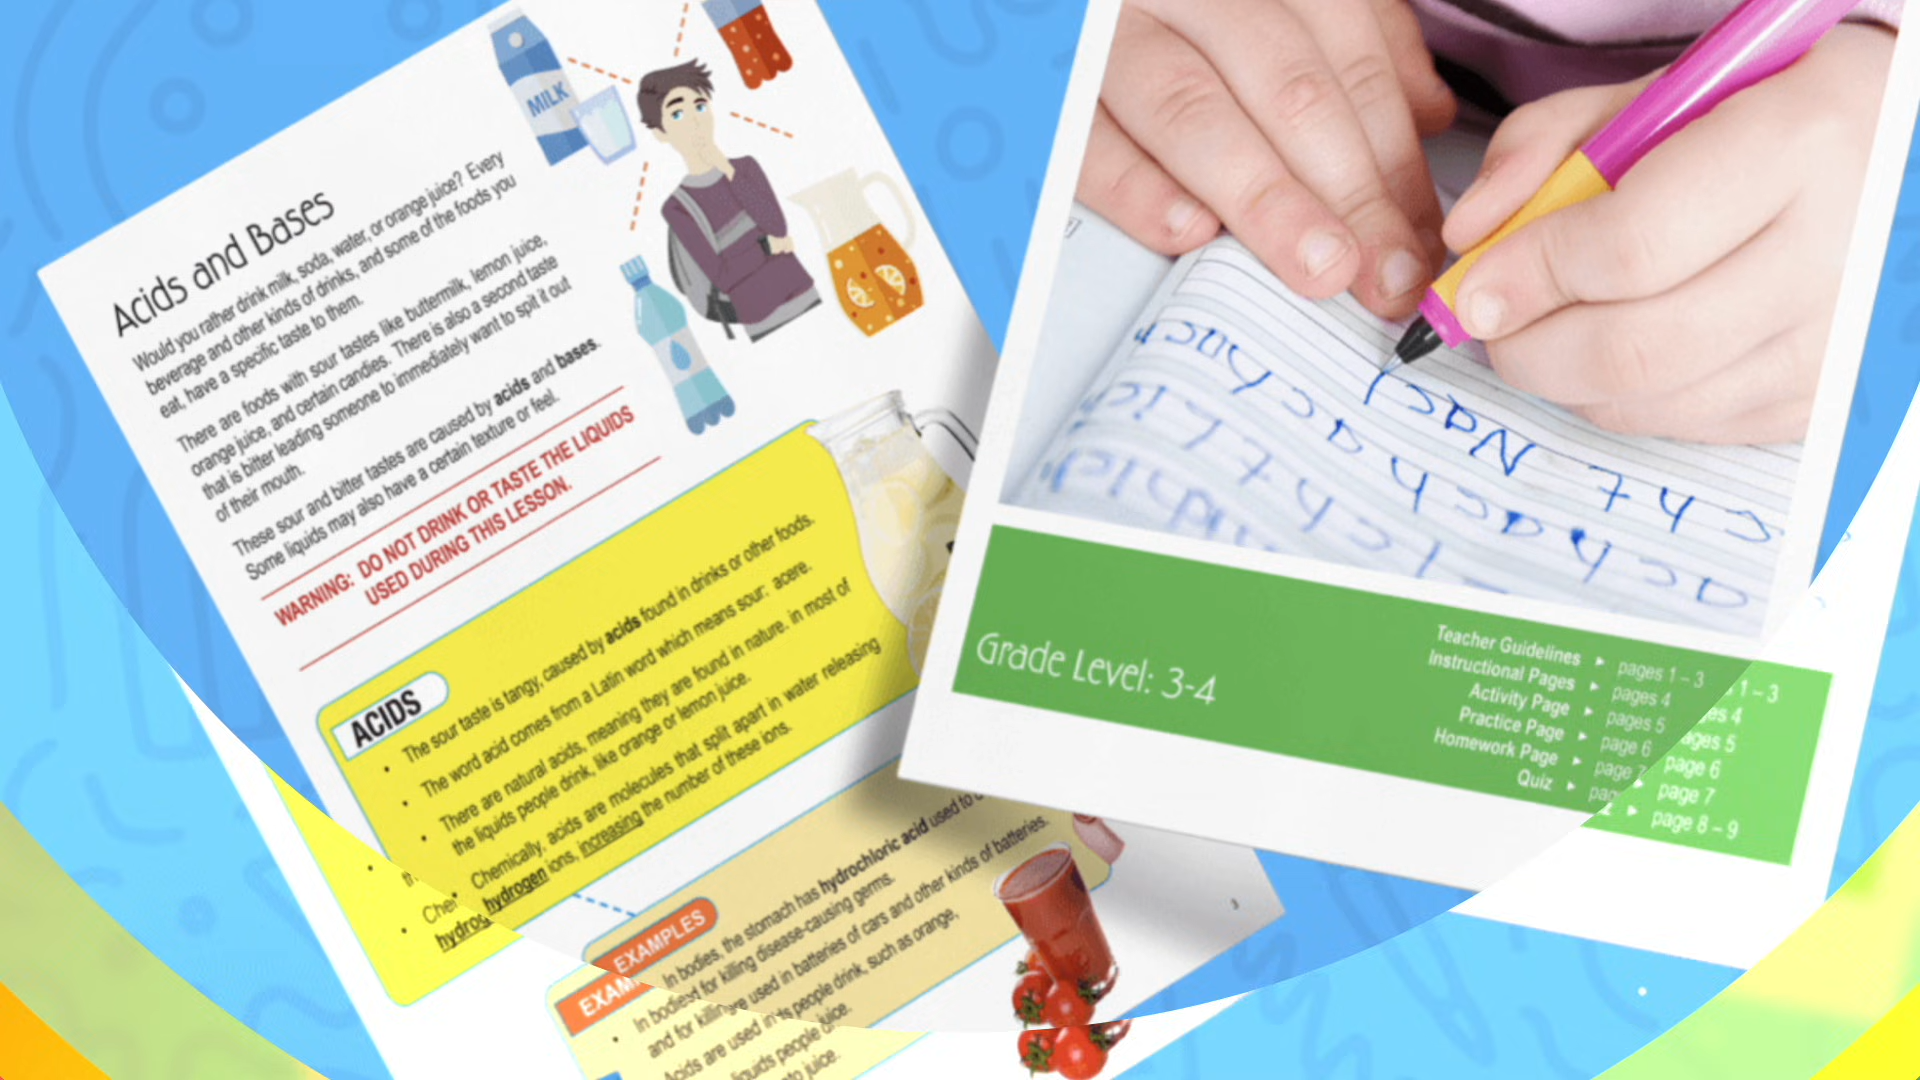 MILK
Acids and Bases
Would you rather drink milk, soda, water, or orange juice? Every
beverage and other kinds of drinks, and some of the foods you
eat, have a specific taste to them.
There are foods with sour tastes like buttermilk, lemon juice,
orange juice, and certain candies. There is also a second taste
that is bitter leading someone to immediately want to spit it out
of their mouth.
These sour and bitter tastes are caused by acids and bases.
Some liquids may also have a certain texture or feel.
WARNING: DO NOT DRINK OR TASTE THE LIQUIDS
USED DURING THIS LESSON.
ACIDS
• The sour taste is tangy, caused by acids found in drinks or other foods.
• The word acid comes from a Latin word which means sour: acere.
• There are natural acids, meaning they are found in nature. in most of
the liquids people drink, like orange or lemon juice.
• Chemically, acids are molecules that split apart in water releasing
hydrogen ions, increasing the number of these ions.
EXAMPLES
In bodies, the stomach has hydrochloric acid used to
and for killing disease-causing germs.
are used in batteries of cars and other kinds of batteries.
people drink, such as orange,
juice.
3
Grade Level: 3-4
Teacher Guidelines ▸ pages 1 – 3
Instructional Pages ▸ pages 4
Activity Page ▸ pages 5
Practice Page ▸ page 6
Homework Page ▸ page 7
Quiz ▸ page 8 – 9